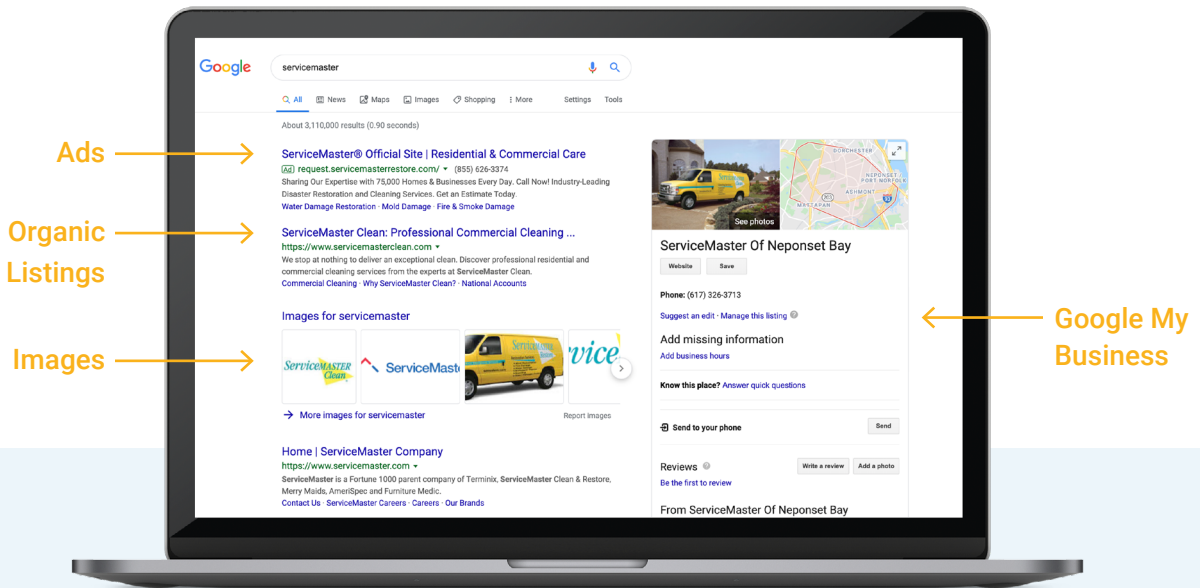 Google
servicemaster
All News Maps Images Shopping More Settings Tools
About 3,110,000 results (0.90 seconds)
Ads
ServiceMaster® Official Site | Residential & Commercial Care
Ad request.servicemasterrestore.com/ (855) 626-3374
Sharing Our Expertise with 75,000 Homes & Businesses Every Day. Call Now! Industry-Leading
Disaster Restoration and Cleaning Services. Get an Estimate Today.
Water Damage Restoration · Mold Damage · Fire & Smoke Damage
Organic
Listings
ServiceMaster Clean: Professional Commercial Cleaning ...
https://www.servicemasterclean.com
We stop at nothing to deliver an exceptional clean. Discover professional residential and
commercial cleaning services from the experts at ServiceMaster Clean.
Commercial Cleaning · Why ServiceMaster Clean? · National Accounts
Images
Images for servicemaster
ServiceMASTER
Clean
ServiceMast
ServiceMASTER
vice
More images for servicemaster
Report images
Home | ServiceMaster Company
https://www.servicemaster.com
ServiceMaster is a Fortune 1000 parent company of Terminix, ServiceMaster Clean & Restore,
Merry Maids, AmeriSpec and Furniture Medic.
Contact Us · ServiceMaster Careers · Careers · Our Brands
See photos
DORCHESTER
NEPONSET
PORT NORFOLK
ASHMONT
MATTAPAN
203
93
ServiceMaster Of Neponset Bay
Website Save
Phone: (617) 326-3713
Suggest an edit · Manage this listing
Add missing information
Add business hours
Know this place? Answer quick questions
Send to your phone Send
Reviews Write a review Add a photo
Be the first to review
From ServiceMaster Of Neponset Bay
Google My
Business